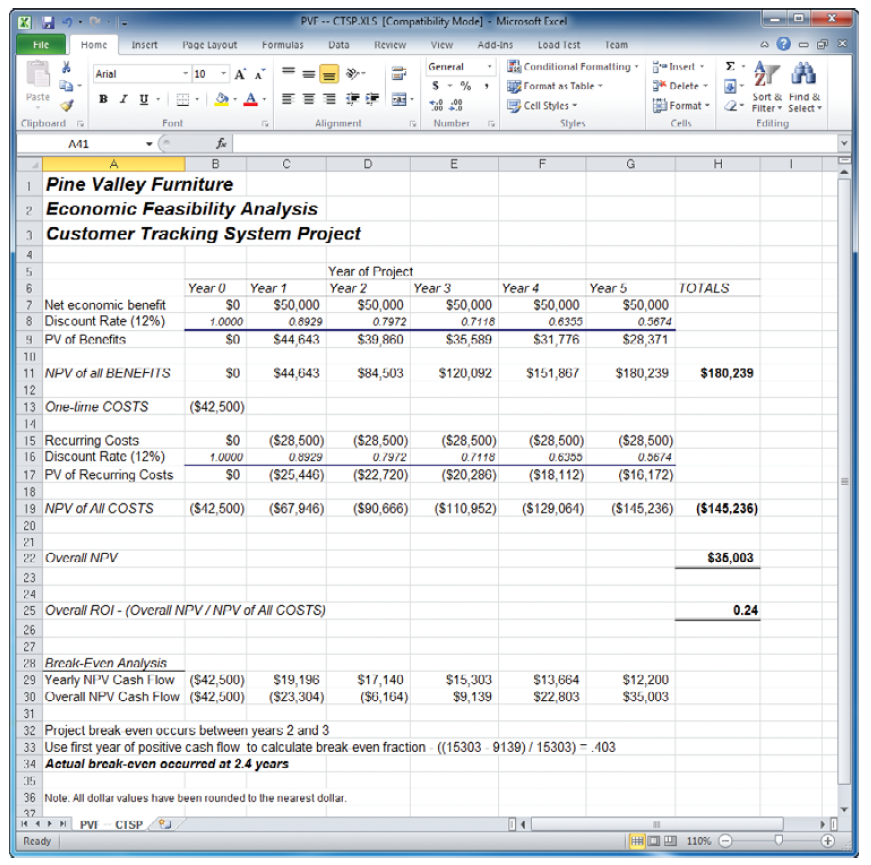 PVF -- CTSP.XLS [Compatibility Mode] - Microsoft Excel
File Home Insert Page Layout Formulas Data Review View Add-Ins Load Test Team
Paste
Arial 10 A A
B I U A
General
$ % ,
Conditional Formatting
Format as Table
Cell Styles
Insert
Delete
Format
Σ
Sort & Filter
Find & Select
Clipboard Font Alignment Number Styles Cells Editing
A41 fx
A B C D E F G H I
1 Pine Valley Furniture
2 Economic Feasibility Analysis
3 Customer Tracking System Project
4
5 Year of Project
6 Year 0 Year 1 Year 2 Year 3 Year 4 Year 5 TOTALS
7 Net economic benefit $0 $50,000 $50,000 $50,000 $50,000 $50,000
8 Discount Rate (12%) 1.0000 0.8929 0.7972 0.7118 0.6355 0.5674
9 PV of Benefits $0 $44,643 $39,860 $35,589 $31,776 $28,371
10
11 NPV of all BENEFITS $0 $44,643 $84,503 $120,092 $151,867 $180,239 $180,239
12
13 One-time COSTS ($42,500)
14
15 Recurring Costs $0 ($28,500) ($28,500) ($28,500) ($28,500) ($28,500)
16 Discount Rate (12%) 1.0000 0.8929 0.7972 0.7118 0.6355 0.5674
17 PV of Recurring Costs $0 ($25,446) ($22,720) ($20,286) ($18,112) ($16,172)
18
19 NPV of All COSTS ($42,500) ($67,946) ($90,666) ($110,952) ($129,064) ($145,236) ($145,236)
20
21
22 Overall NPV $35,003
23
24
25 Overall ROI - (Overall NPV / NPV of All COSTS) 0.24
26
27
28 Break-Even Analysis
29 Yearly NPV Cash Flow ($42,500) $19,196 $17,140 $15,303 $13,664 $12,200
30 Overall NPV Cash Flow ($42,500) ($23,304) ($6,164) $9,139 $22,803 $35,003
31
32 Project break-even occurs between years 2 and 3
33 Use first year of positive cash flow to calculate break-even fraction - ((15303 - 9139) / 15303) = .403
34 Actual break-even occurred at 2.4 years
35
36 Note: All dollar values have been rounded to the nearest dollar.
37
PVF -- CTSP
Ready 110%